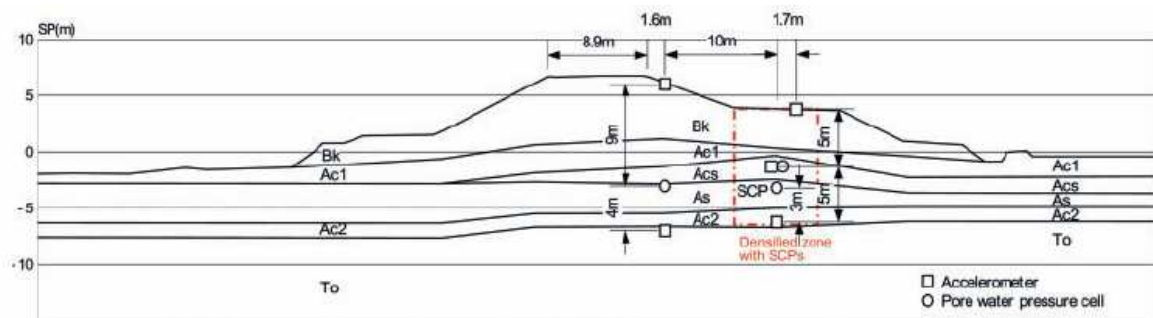 SP(m)
1.6m
1.7m
10
8.9m
10m
5
Bk
9m
5m
0
Bk
Ac1
Ac1
Ac1
Acs
Acs
SCP
As
As
3m
5m
-5
4m
Ac2
Ac2
Ac2
Densified zone
with SCPs
To
-10
To
Accelerometer
Pore water pressure cell